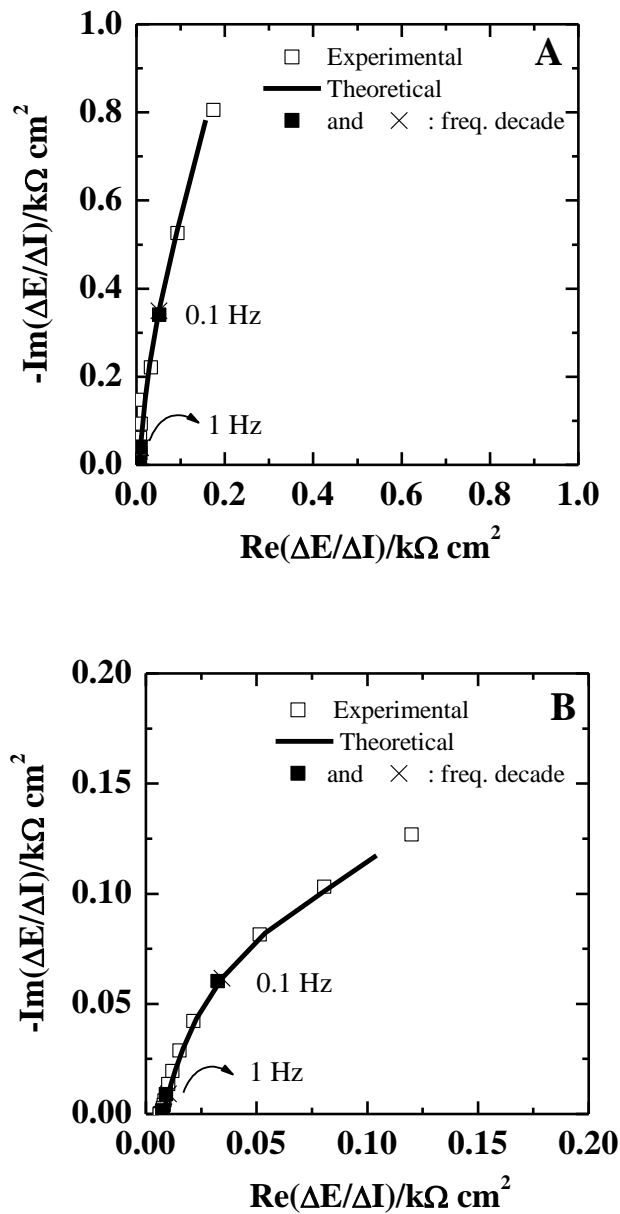 A
Experimental
Theoretical
and × : freq. decade
1.0
0.8
0.6
0.4
0.2
0.0
-Im(ΔE/ΔI)/kΩ cm²
0.1 Hz
1 Hz
0.0 0.2 0.4 0.6 0.8 1.0
Re(ΔE/ΔI)/kΩ cm²
B
Experimental
Theoretical
and × : freq. decade
0.20
0.15
0.10
0.05
0.00
-Im(ΔE/ΔI)/kΩ cm²
0.1 Hz
1 Hz
0.00 0.05 0.10 0.15 0.20
Re(ΔE/ΔI)/kΩ cm²